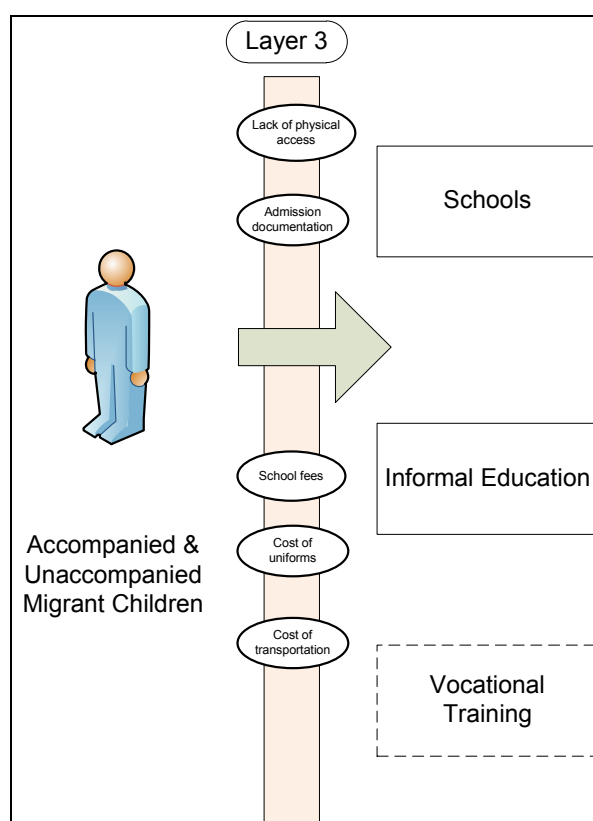 Layer 3
Lack of physical
access
Admission
documentation
Schools
School fees
Informal Education
Cost of
uniforms
Accompanied &
Unaccompanied
Migrant Children
Cost of
transportation
Vocational
Training